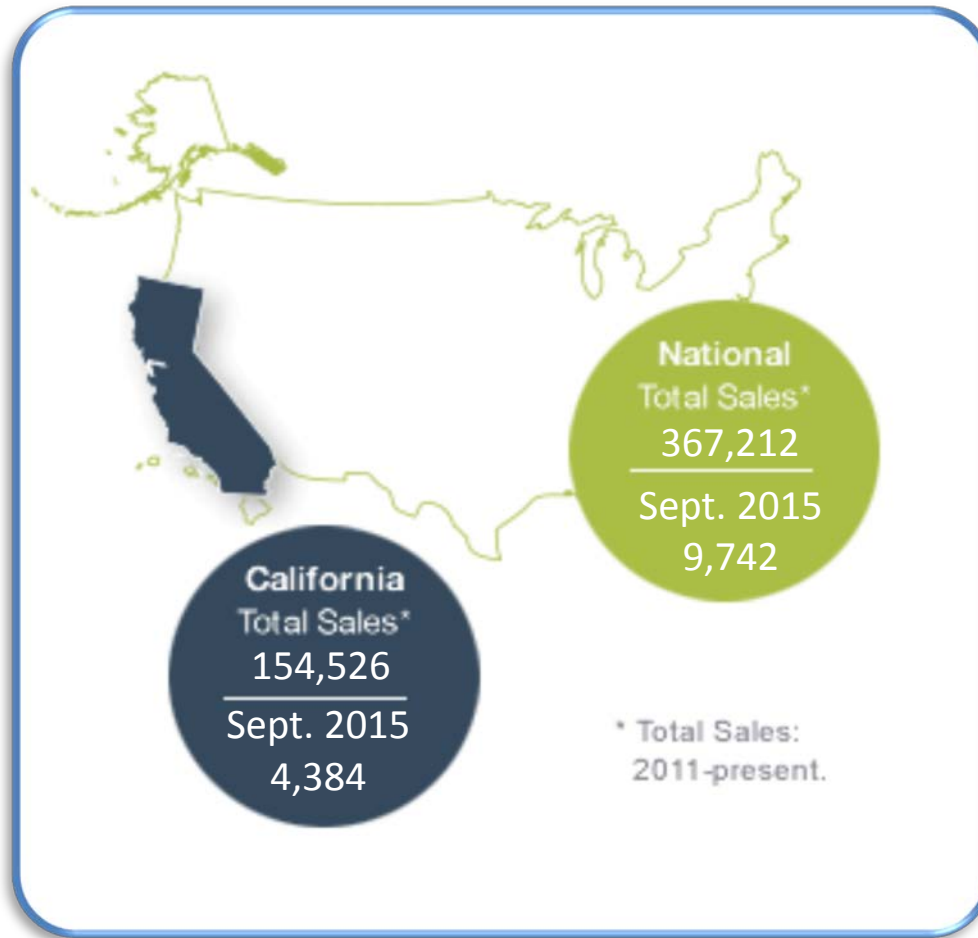 National
Total Sales*
367,212
Sept. 2015
9,742
California
Total Sales*
154,526
Sept. 2015
4,384
* Total Sales:
2011-present.